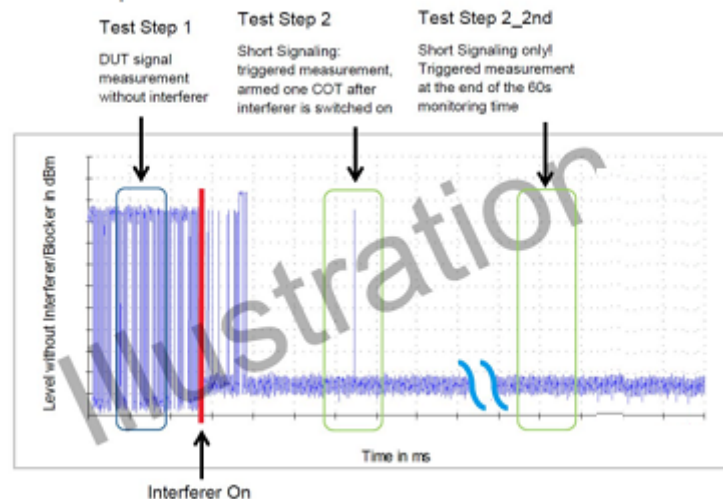 Test Step 1
DUT signal
measurement
without interferer
Test Step 2
Short Signaling:
triggered measurement,
armed one COT after
interferer is switched on
Test Step 2_2nd
Short Signaling only!
Triggered measurement
at the end of the 60s
monitoring time
Level without Interferer/Blocker in dBm
Illustration
Time in ms
Interferer On